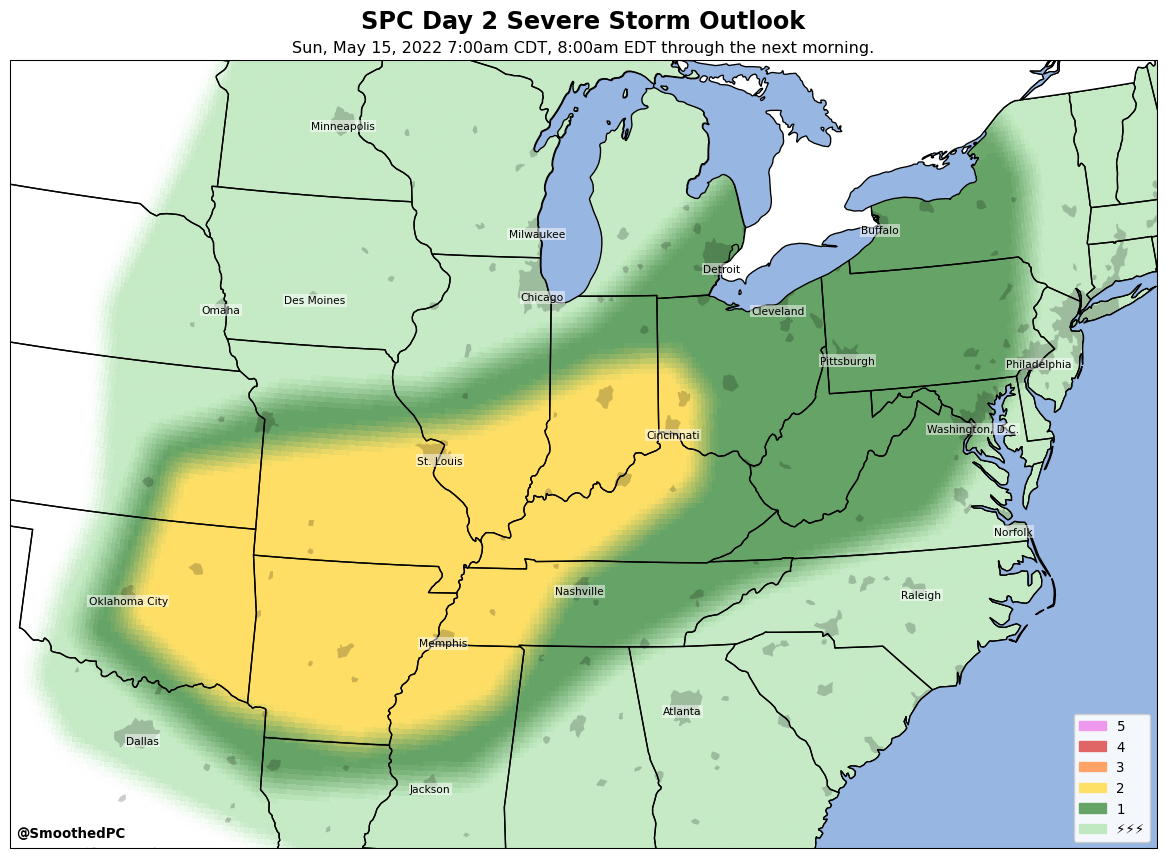 SPC Day 2 Severe Storm Outlook
Sun, May 15, 2022 7:00am CDT, 8:00am EDT through the next morning.
Minneapolis
Milwaukee
Buffalo
Detroit
Chicago
Des Moines
Omaha
Cleveland
Pittsburgh
Philadelphia
Washington, D.C.
Cincinnati
St. Louis
Norfolk
Nashville
Raleigh
Oklahoma City
Memphis
Atlanta
Dallas
Jackson
5
4
3
2
1
⚡⚡⚡
@SmoothedPC